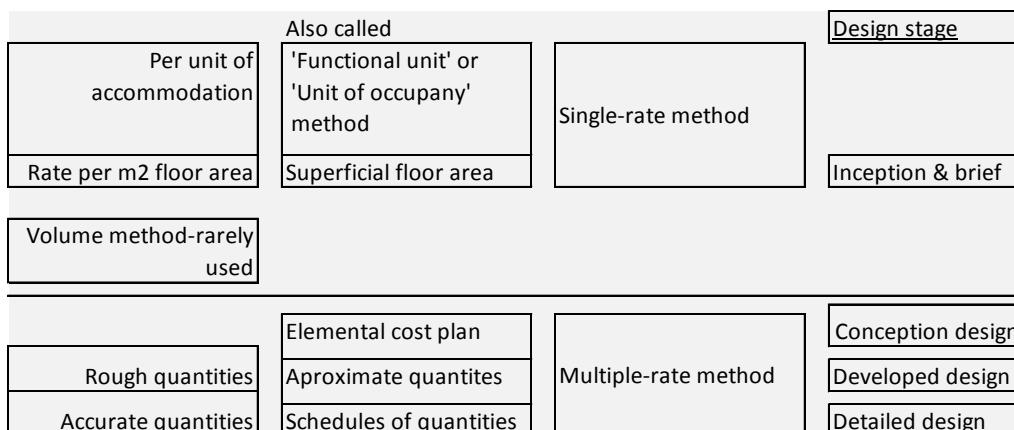 Also called
Design stage
Per unit of
accommodation
'Functional unit' or
'Unit of occupany'
method
Single-rate method
Rate per m2 floor area
Superficial floor area
Inception & brief
Volume method-rarely
used
Elemental cost plan
Conception design
Rough quantities
Aproximate quantites
Multiple-rate method
Developed design
Accurate quantities
Schedules of quantities
Detailed design